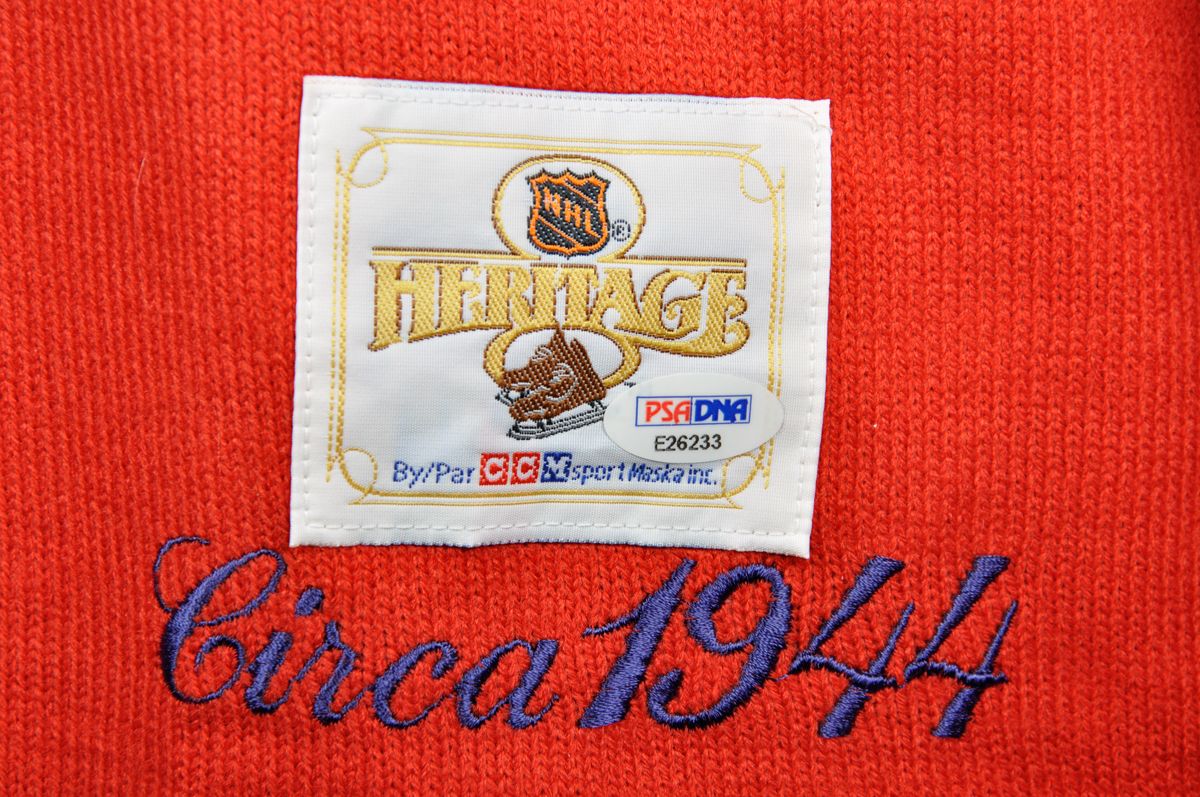 NHL ®
HERITAGE
PSA DNA
E26233
By/Par CCM sport Maska inc.
Circa 1944